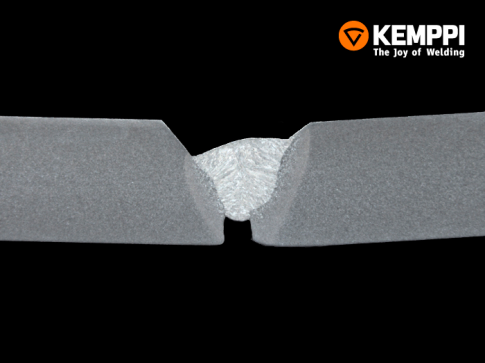 KEMPPI
The Joy of Welding